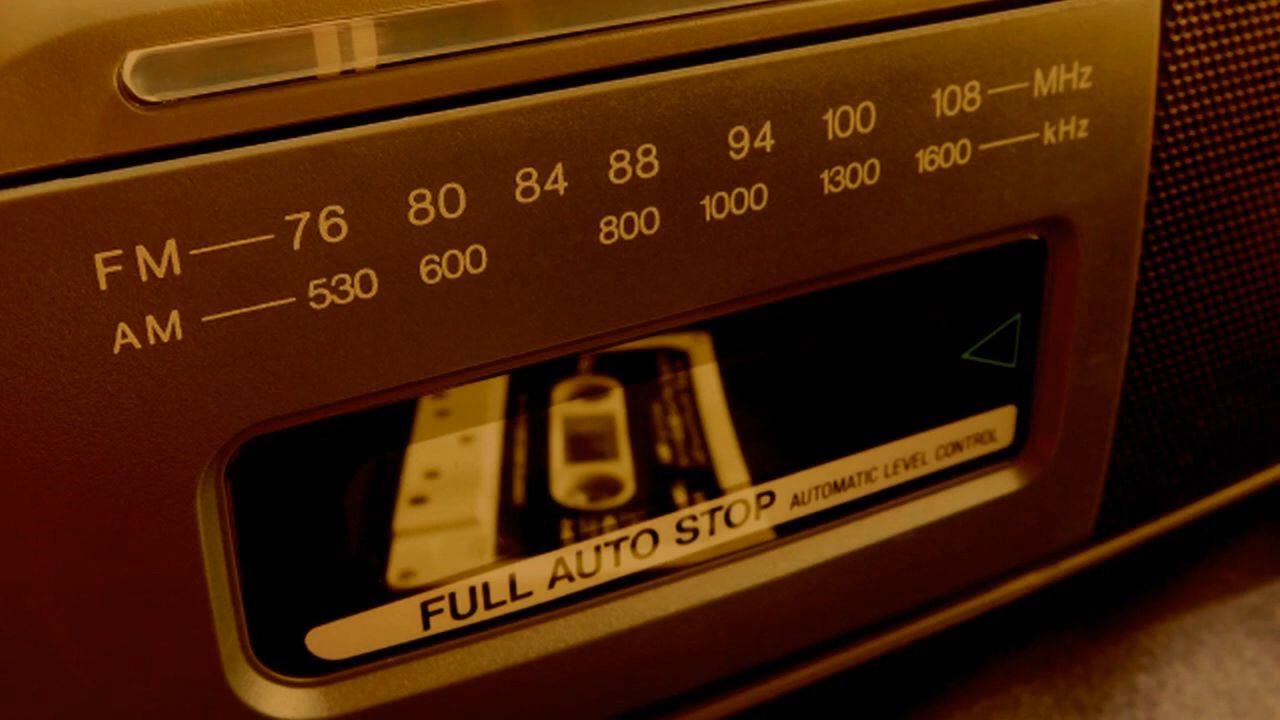 FM 76 80 84 88 94 100 108 MHz
AM 530 600 800 1000 1300 1600 kHz
FULL AUTO STOP AUTOMATIC LEVEL CONTROL